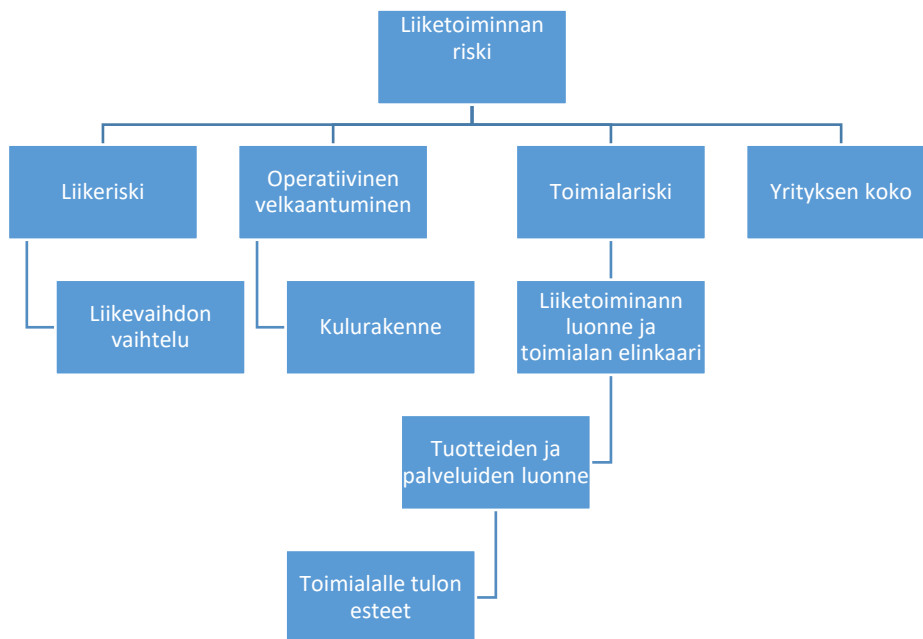 Liiketoiminnan
riski
Liikeriski
Operatiivinen
velkaantuminen
Toimialariski
Yrityksen koko
Liikevaihdon
vaihtelu
Kulurakenne
Liiketoiminann
luonne ja
toimialan elinkaari
Tuotteiden ja
palveluiden luonne
Toimialalle tulon
esteet